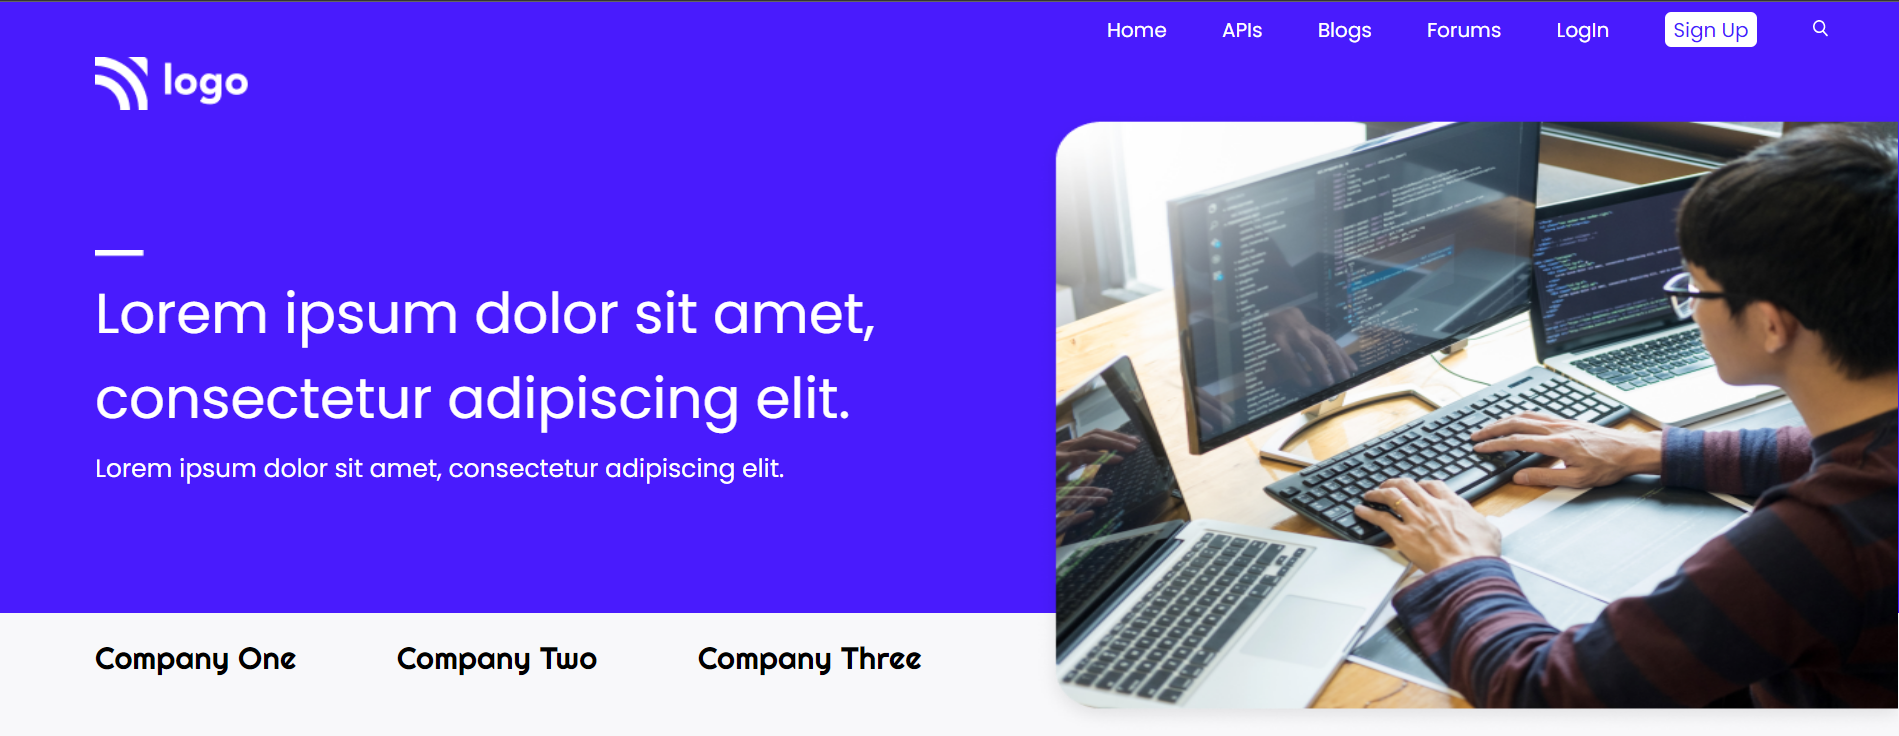 Home APIs Blogs Forums LogIn Sign Up
logo
Lorem ipsum dolor sit amet,
consectetur adipiscing elit.
Lorem ipsum dolor sit amet, consectetur adipiscing elit.
Company One Company Two Company Three